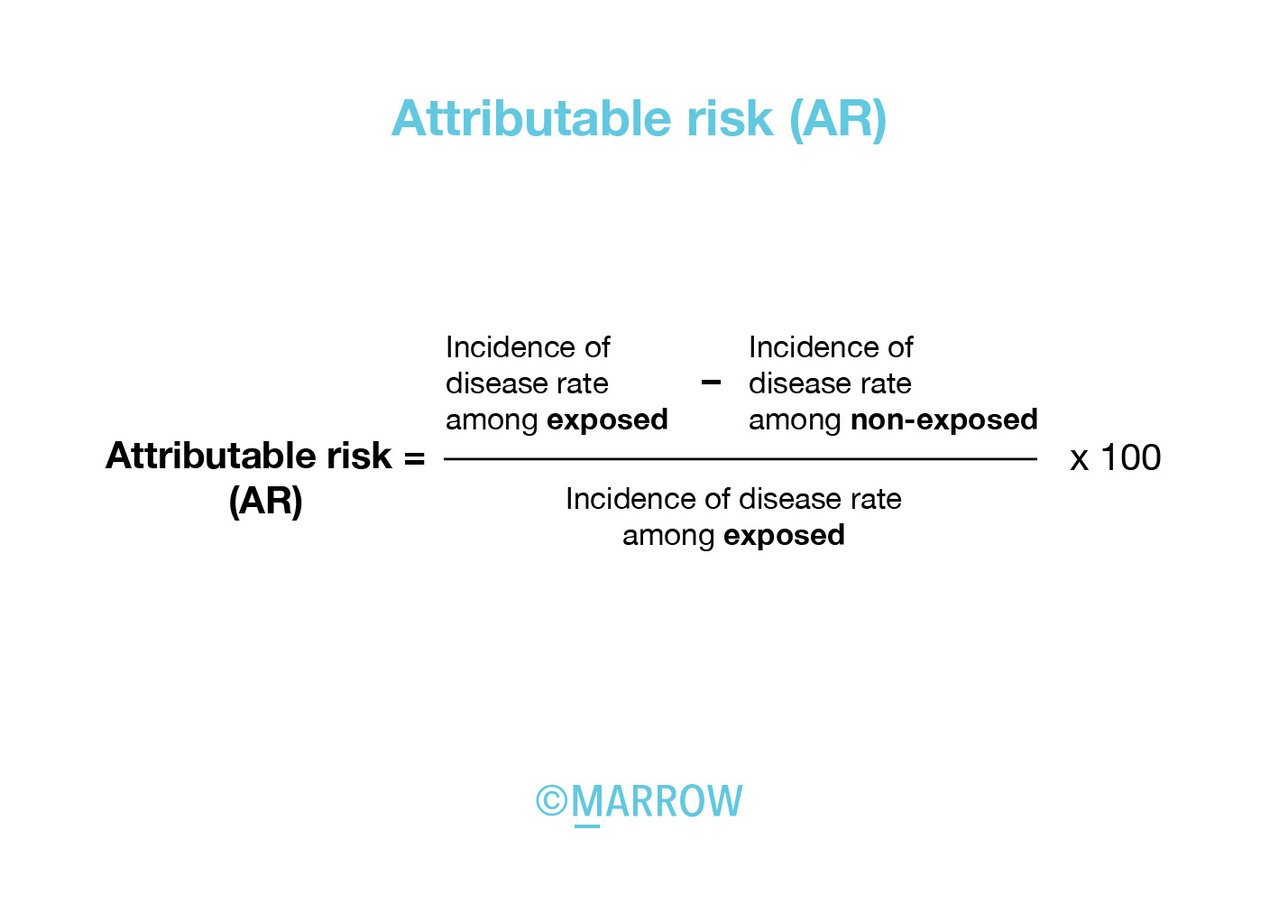 Attributable risk (AR)
Incidence of
disease rate
among exposed
–
Incidence of
disease rate
among non-exposed
Attributable risk =
(AR)
x 100
Incidence of disease rate
among exposed
©MARROW